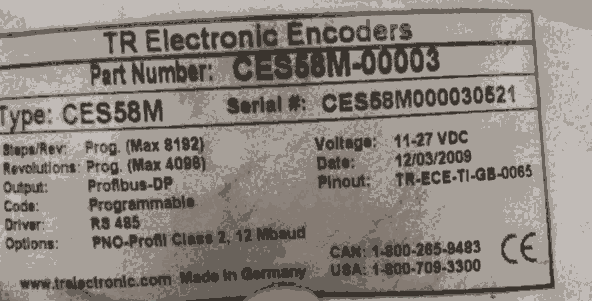 TR Electronic Encoders
Part Number: CES58M-00003
Type: CES58M Serial #: CES58M000030521
Steps/Rev: Prog. (Max 8192) Voltage: 11-27 VDC
Revolutions: Prog. (Max 4096) Date: 12/03/2009
Output: Profibus-DP Pinout: TR-ECE-TI-GB-0065
Code: Programmable
Driver: RS 485
Options: PNO-Profil Class 2, 12 Mbaud
CAN: 1-800-265-9483 CE
www.trelectronic.com Made in Germany USA: 1-800-709-3300